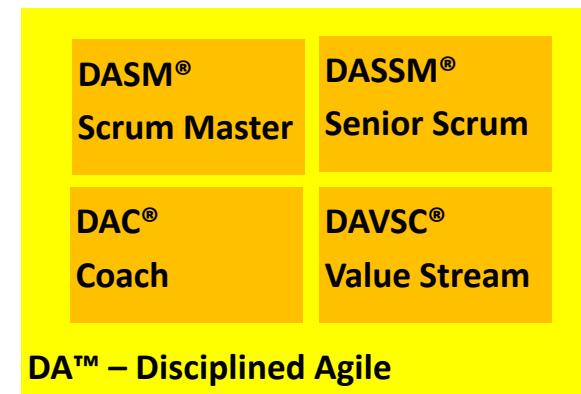 DASM®
Scrum Master
DASSM®
Senior Scrum
DAC®
Coach
DAVSC®
Value Stream
DA™ – Disciplined Agile